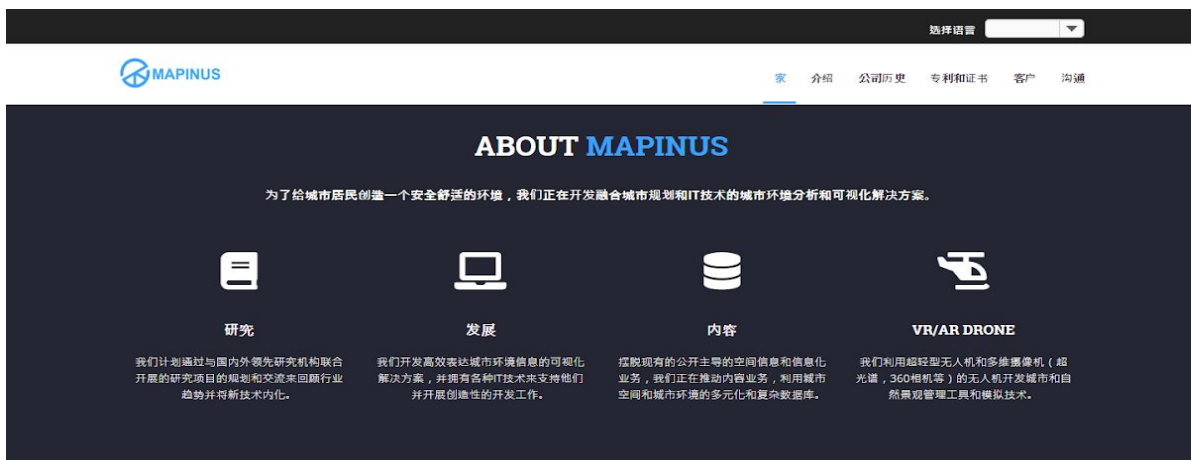 选择语言
MAPINUS
家 介绍 公司历史 专利和证书 客户 沟通
ABOUT MAPINUS
为了给城市居民创造一个安全舒适的环境，我们正在开发融合城市规划和IT技术的城市环境分析和可视化解决方案。
研究
我们计划通过与国内外领先研究机构联合
开展的研究项目的规划和交流来回顾行业
趋势并将新技术内化。
发展
我们开发高效表达城市环境信息的可视化
解决方案，并拥有各种IT技术来支持他们
并开展创造性的开发工作。
内容
摆脱现有的公开主导的空间信息和信息化
业务，我们正在推动内容业务，利用城市
空间和城市环境的多元化和复杂数据库。
VR/AR DRONE
我们利用超轻型无人机和多维摄像机（超
光谱，360相机等）的无人机开发城市和自
然景观管理工具和模拟技术。